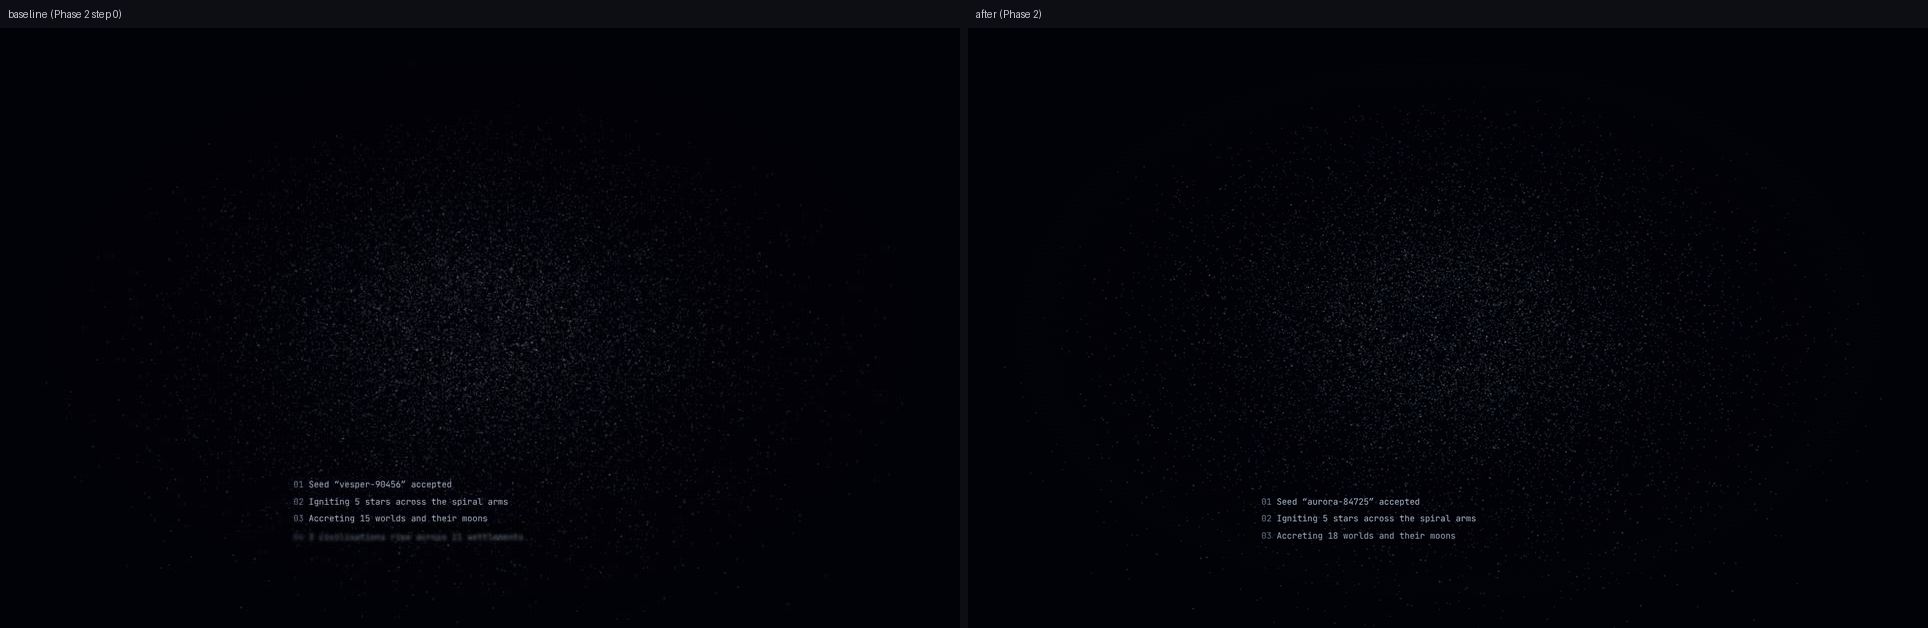 baseline (Phase 2 step 0)
after (Phase 2)
01 Seed “vesper-90456” accepted
02 Igniting 5 stars across the spiral arms
03 Accreting 15 worlds and their moons
01 Seed “aurora-84725” accepted
02 Igniting 5 stars across the spiral arms
03 Accreting 18 worlds and their moons